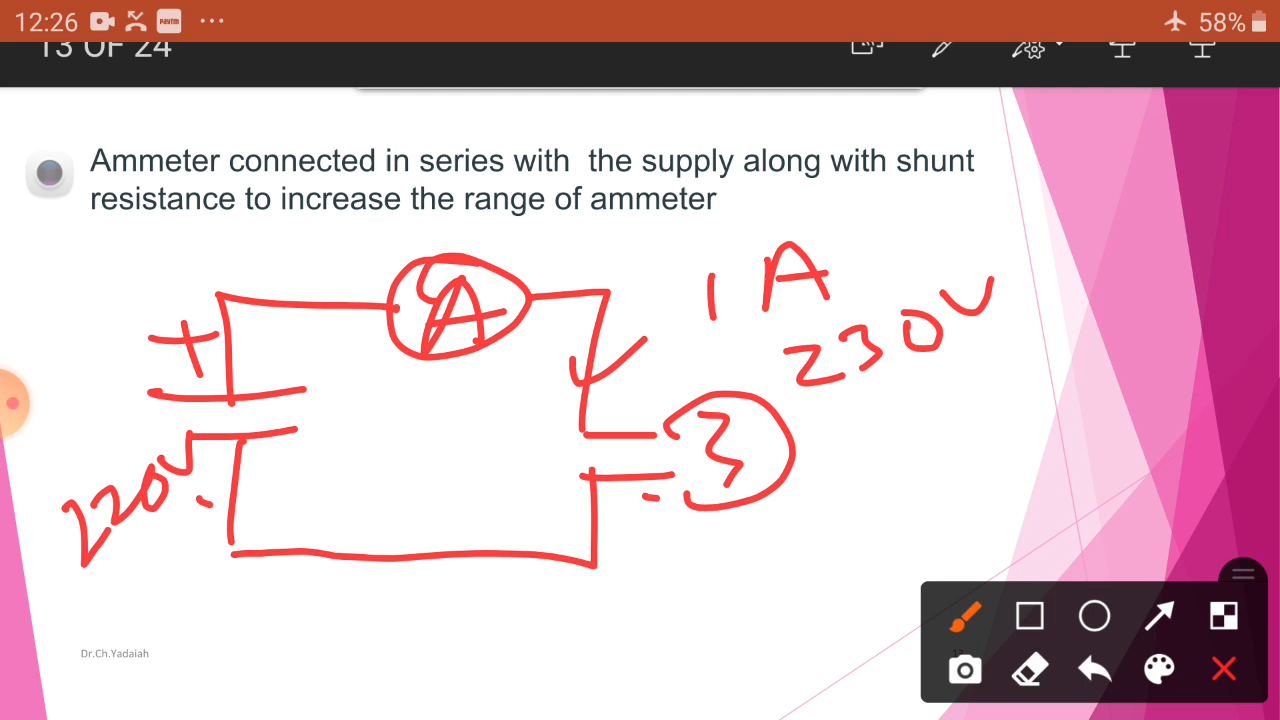 12:26
58%
13 OF 24
Ammeter connected in series with the supply along with shunt
resistance to increase the range of ammeter
A
1 A
230V
+
3
220V
Dr.Ch.Yadaiah